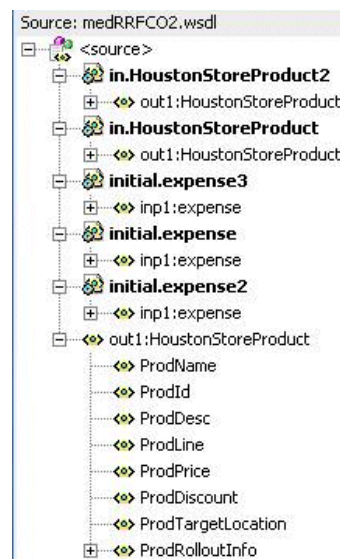 Source: medRRFCO2.wsdl
<source>
in.HoustonStoreProduct2
out1:HoustonStoreProduct
in.HoustonStoreProduct
out1:HoustonStoreProduct
initial.expense3
inp1:expense
initial.expense
inp1:expense
initial.expense2
inp1:expense
out1:HoustonStoreProduct
ProdName
ProdId
ProdDesc
ProdLine
ProdPrice
ProdDiscount
ProdTargetLocation
ProdRolloutInfo